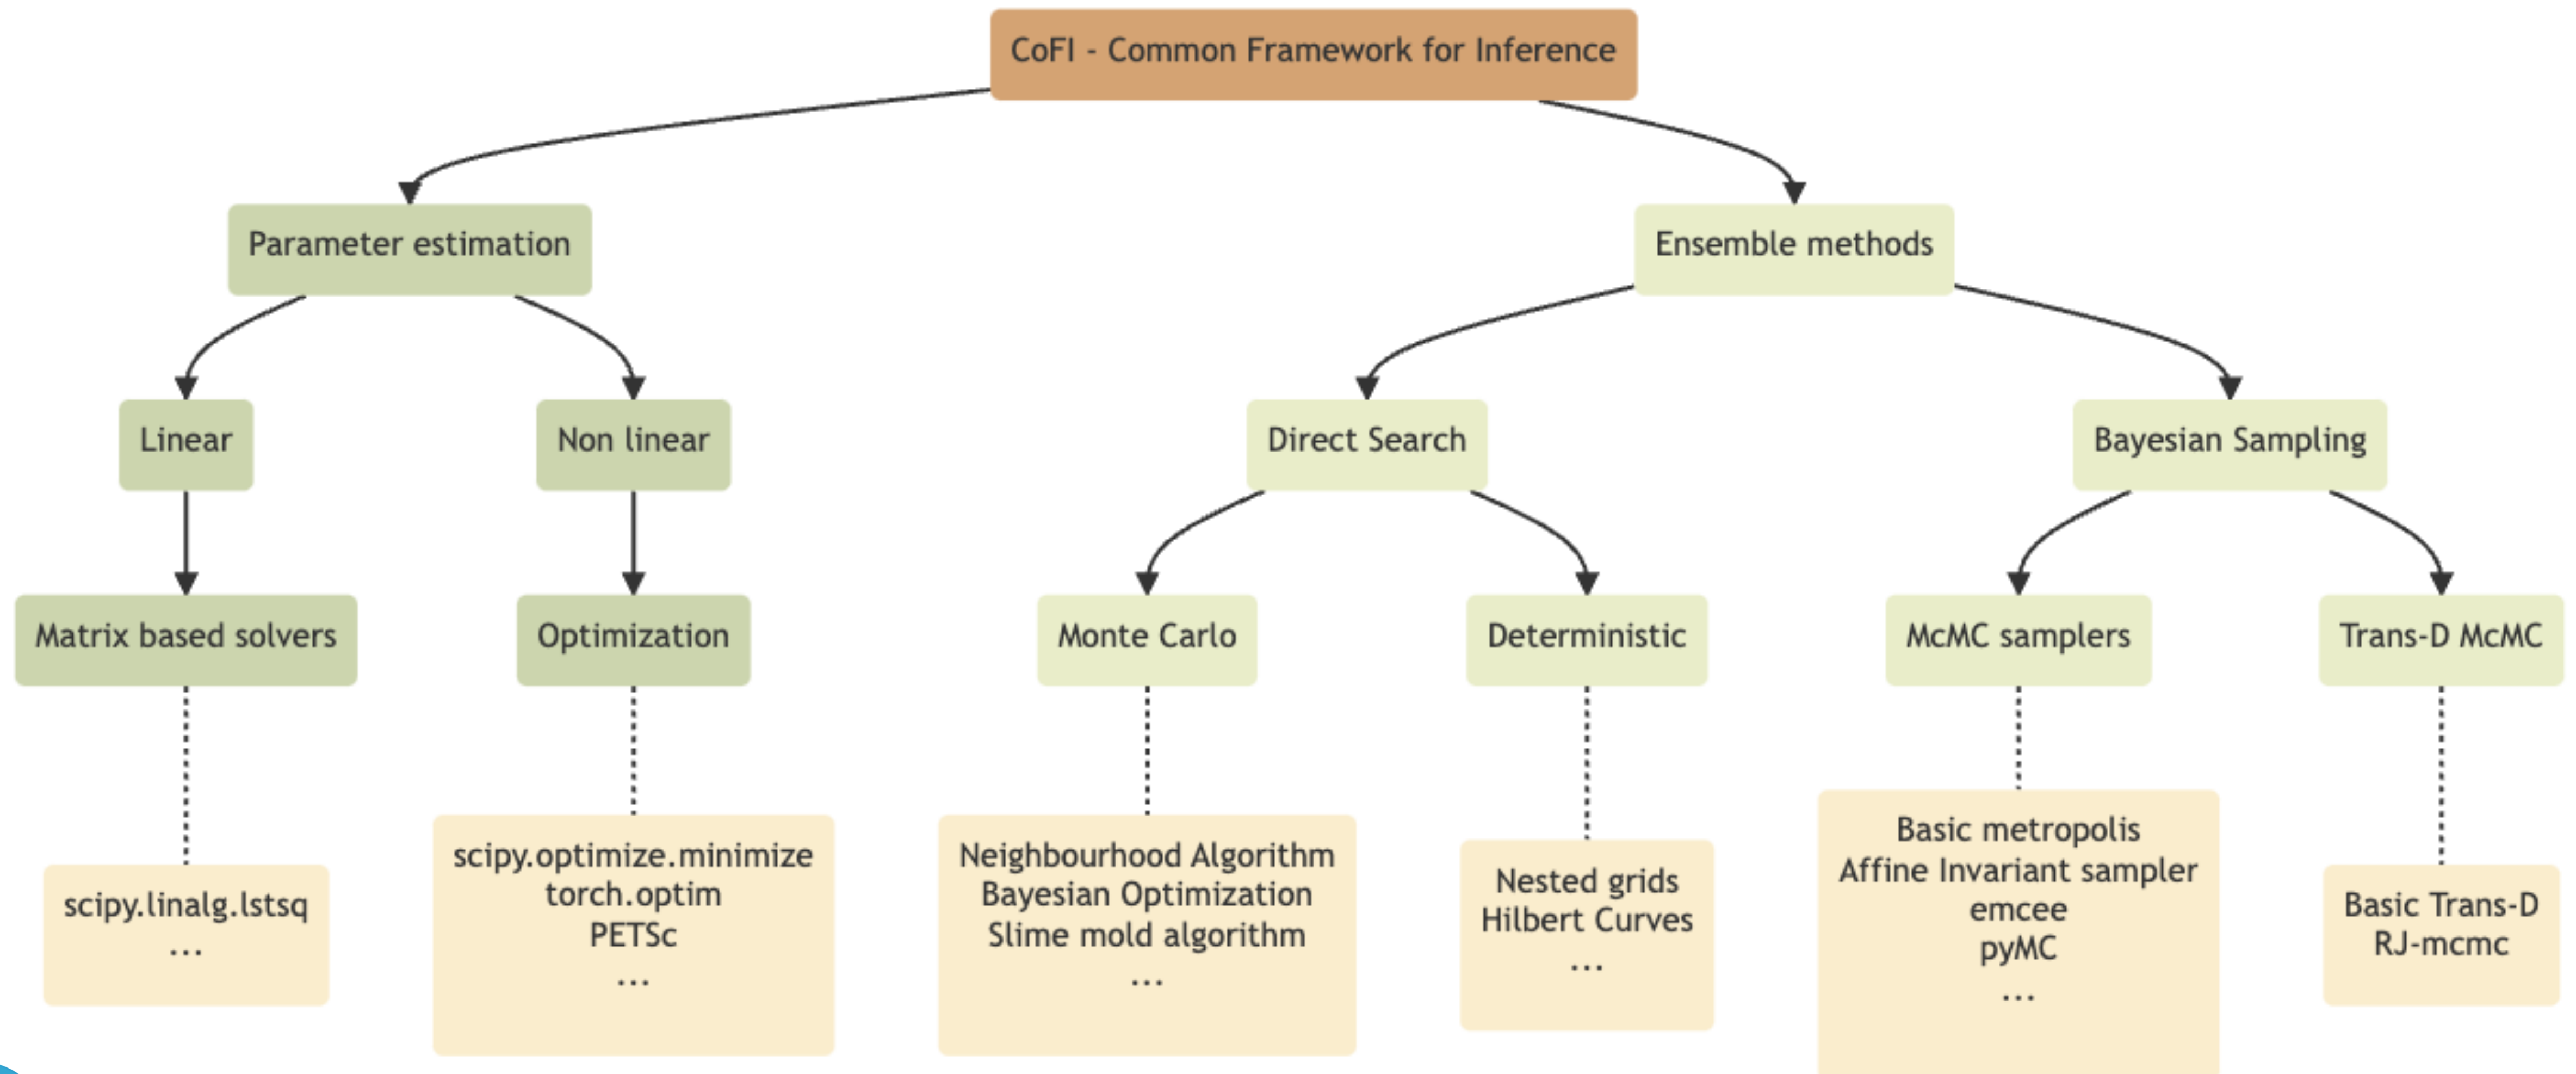 CoFI - Common Framework for Inference
Parameter estimation
Ensemble methods
Linear
Non linear
Direct Search
Bayesian Sampling
Matrix based solvers
Optimization
Monte Carlo
Deterministic
McMC samplers
Trans-D McMC
scipy.linalg.lstsq
...
scipy.optimize.minimize
torch.optim
PETSc
...
Neighbourhood Algorithm
Bayesian Optimization
Slime mold algorithm
...
Nested grids
Hilbert Curves
...
Basic metropolis
Affine Invariant sampler
emcee
pyMC
...
Basic Trans-D
RJ-mcmc